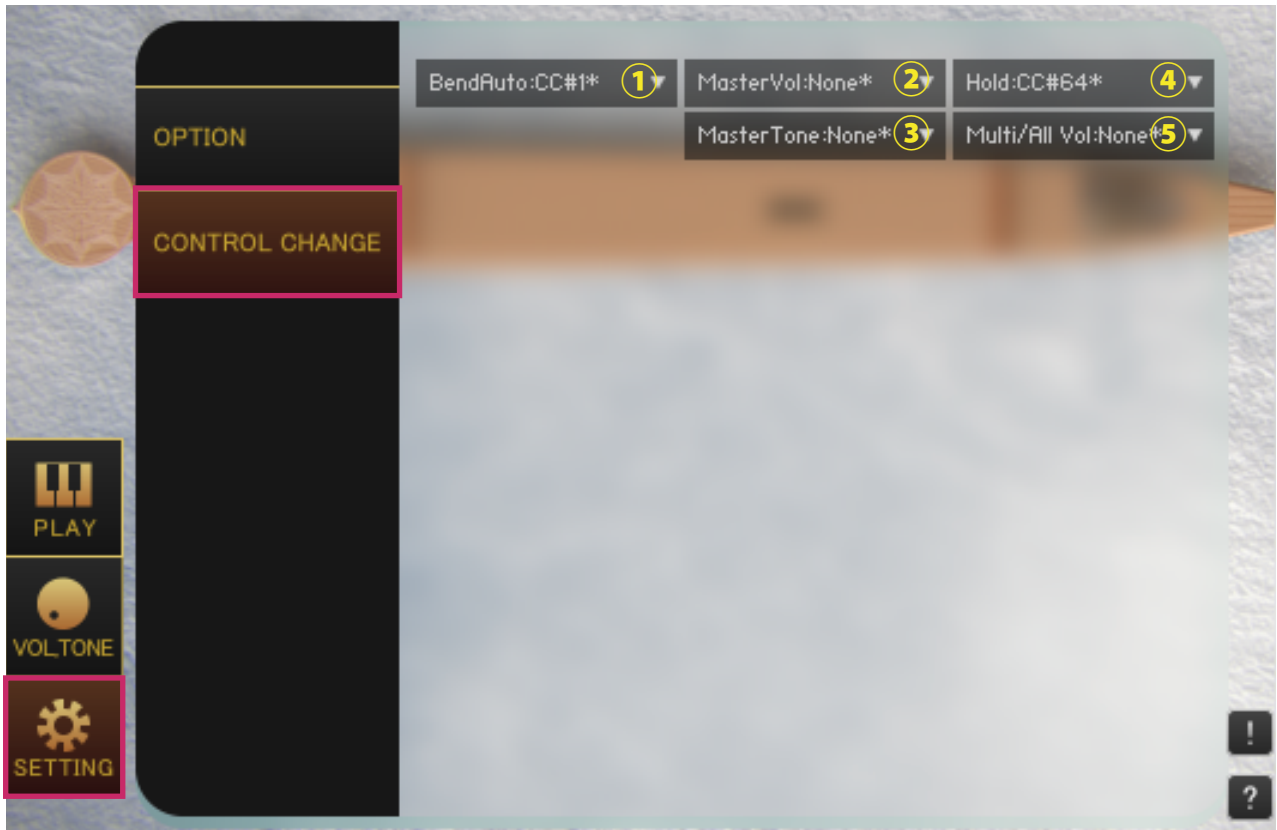 BendAuto:CC#1* ① ▼
MasterVol:None* ② ▼
Hold:CC#64* ④ ▼
MasterTone:None* ③ ▼
Multi/All Vol:None* ⑤ ▼
OPTION
CONTROL CHANGE
PLAY
VOL,TONE
SETTING
!
?